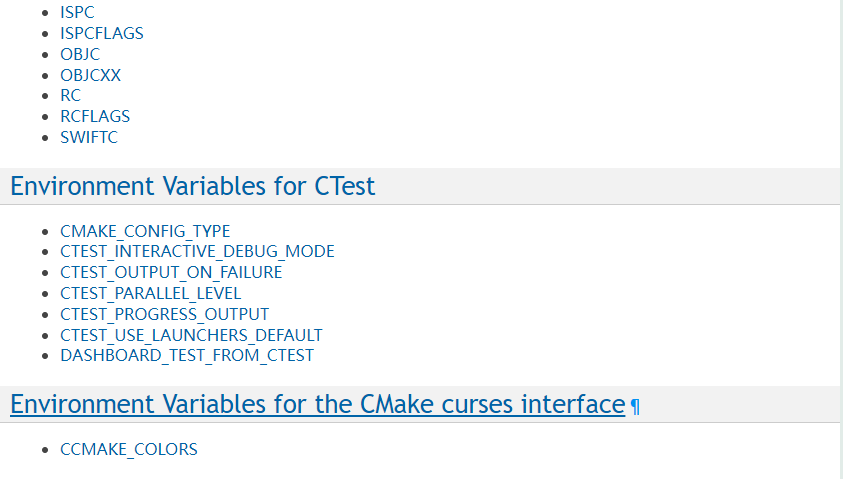 ISPC
ISPCFLAGS
OBJC
OBJCXX
RC
RCFLAGS
SWIFTC
Environment Variables for CTest
CMAKE_CONFIG_TYPE
CTEST_INTERACTIVE_DEBUG_MODE
CTEST_OUTPUT_ON_FAILURE
CTEST_PARALLEL_LEVEL
CTEST_PROGRESS_OUTPUT
CTEST_USE_LAUNCHERS_DEFAULT
DASHBOARD_TEST_FROM_CTEST
Environment Variables for the CMake curses interface ¶
CCMAKE_COLORS